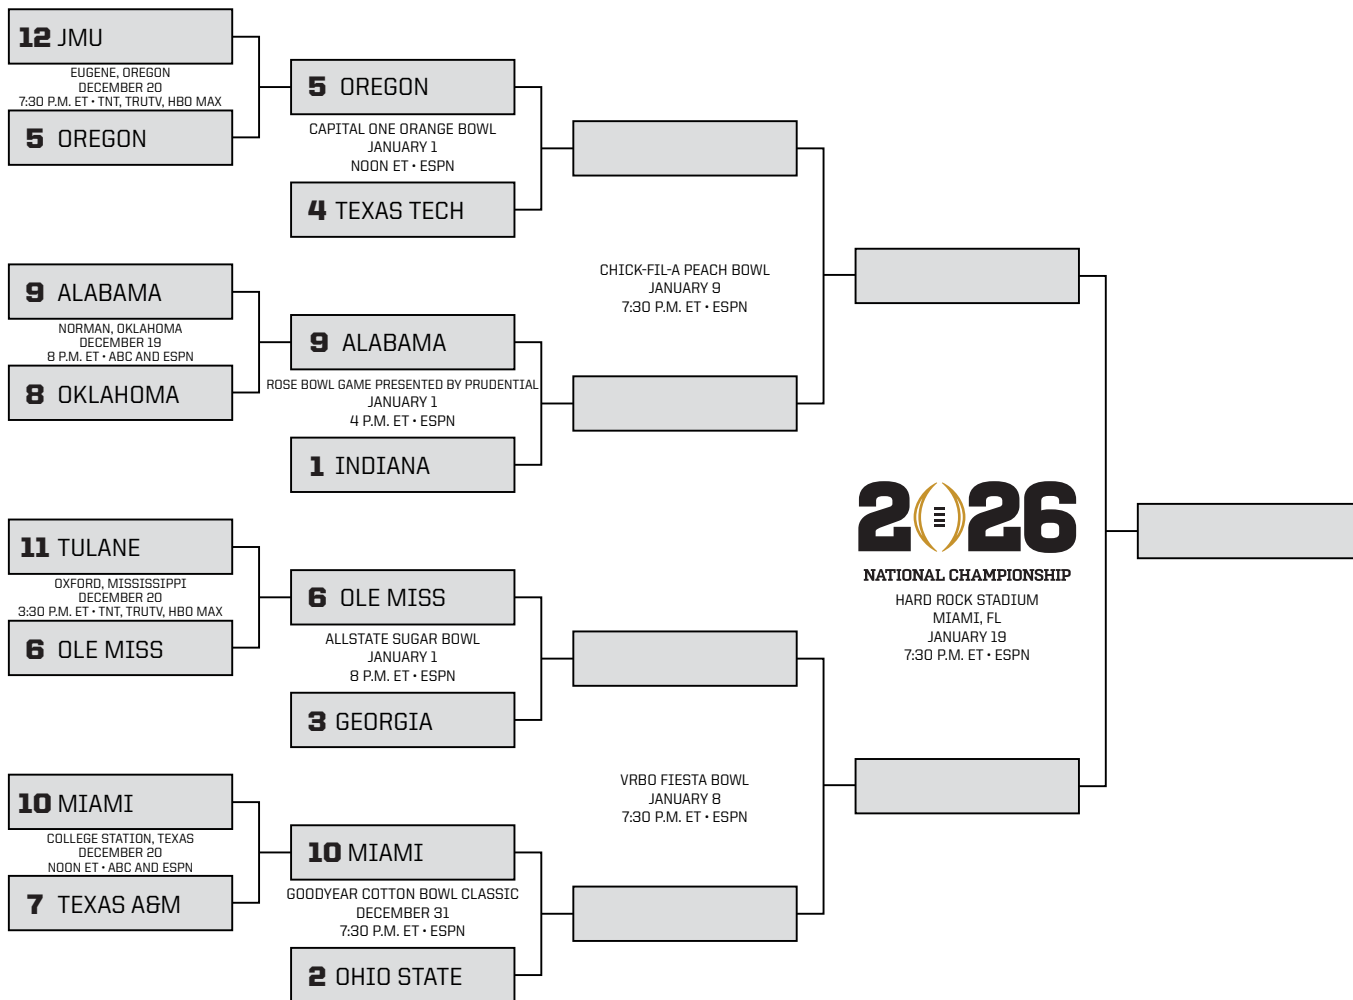 12 JMU
EUGENE, OREGON
DECEMBER 20
7:30 P.M. ET • TNT, TRUTV, HBO MAX
5 OREGON
9 ALABAMA
NORMAN, OKLAHOMA
DECEMBER 19
8 P.M. ET • ABC AND ESPN
8 OKLAHOMA
11 TULANE
OXFORD, MISSISSIPPI
DECEMBER 20
3:30 P.M. ET • TNT, TRUTV, HBO MAX
6 OLE MISS
10 MIAMI
COLLEGE STATION, TEXAS
DECEMBER 20
NOON ET • ABC AND ESPN
7 TEXAS A&M
5 OREGON
CAPITAL ONE ORANGE BOWL
JANUARY 1
NOON ET • ESPN
4 TEXAS TECH
9 ALABAMA
ROSE BOWL GAME PRESENTED BY PRUDENTIAL
JANUARY 1
4 P.M. ET • ESPN
1 INDIANA
6 OLE MISS
ALLSTATE SUGAR BOWL
JANUARY 1
8 P.M. ET • ESPN
3 GEORGIA
10 MIAMI
GOODYEAR COTTON BOWL CLASSIC
DECEMBER 31
7:30 P.M. ET • ESPN
2 OHIO STATE
CHICK-FIL-A PEACH BOWL
JANUARY 9
7:30 P.M. ET • ESPN
VRBO FIESTA BOWL
JANUARY 8
7:30 P.M. ET • ESPN
2026
NATIONAL CHAMPIONSHIP
HARD ROCK STADIUM
MIAMI, FL
JANUARY 19
7:30 P.M. ET • ESPN